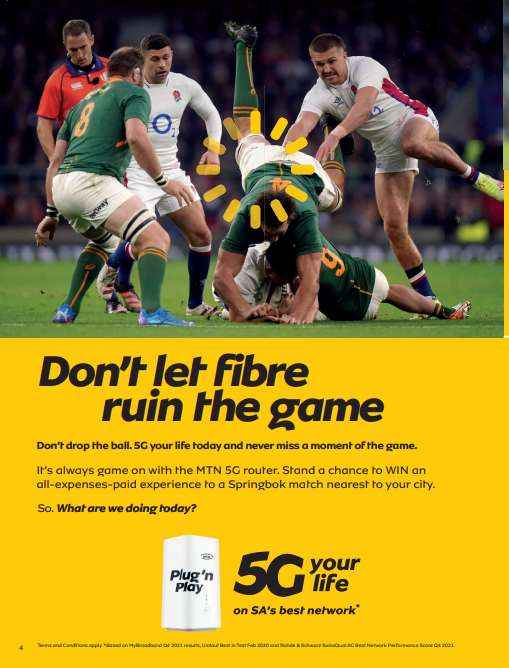 8
O₂
9
Don't let fibre
ruin the game
Don't drop the ball. 5G your life today and never miss a moment of the game.
It's always game on with the MTN 5G router. Stand a chance to WIN an
all-expenses-paid experience to a Springbok match nearest to your city.
So. What are we doing today?
Plug 'n
Play
5G your
life
on SA's best network*
4
Terms and Conditions apply. *Based on MyBroadband Q4 2021 results, Umlaut Best in Test Feb 2020 and Rohde & Schwarz SwissQual AG Best Network Performance Score Q4 2021.